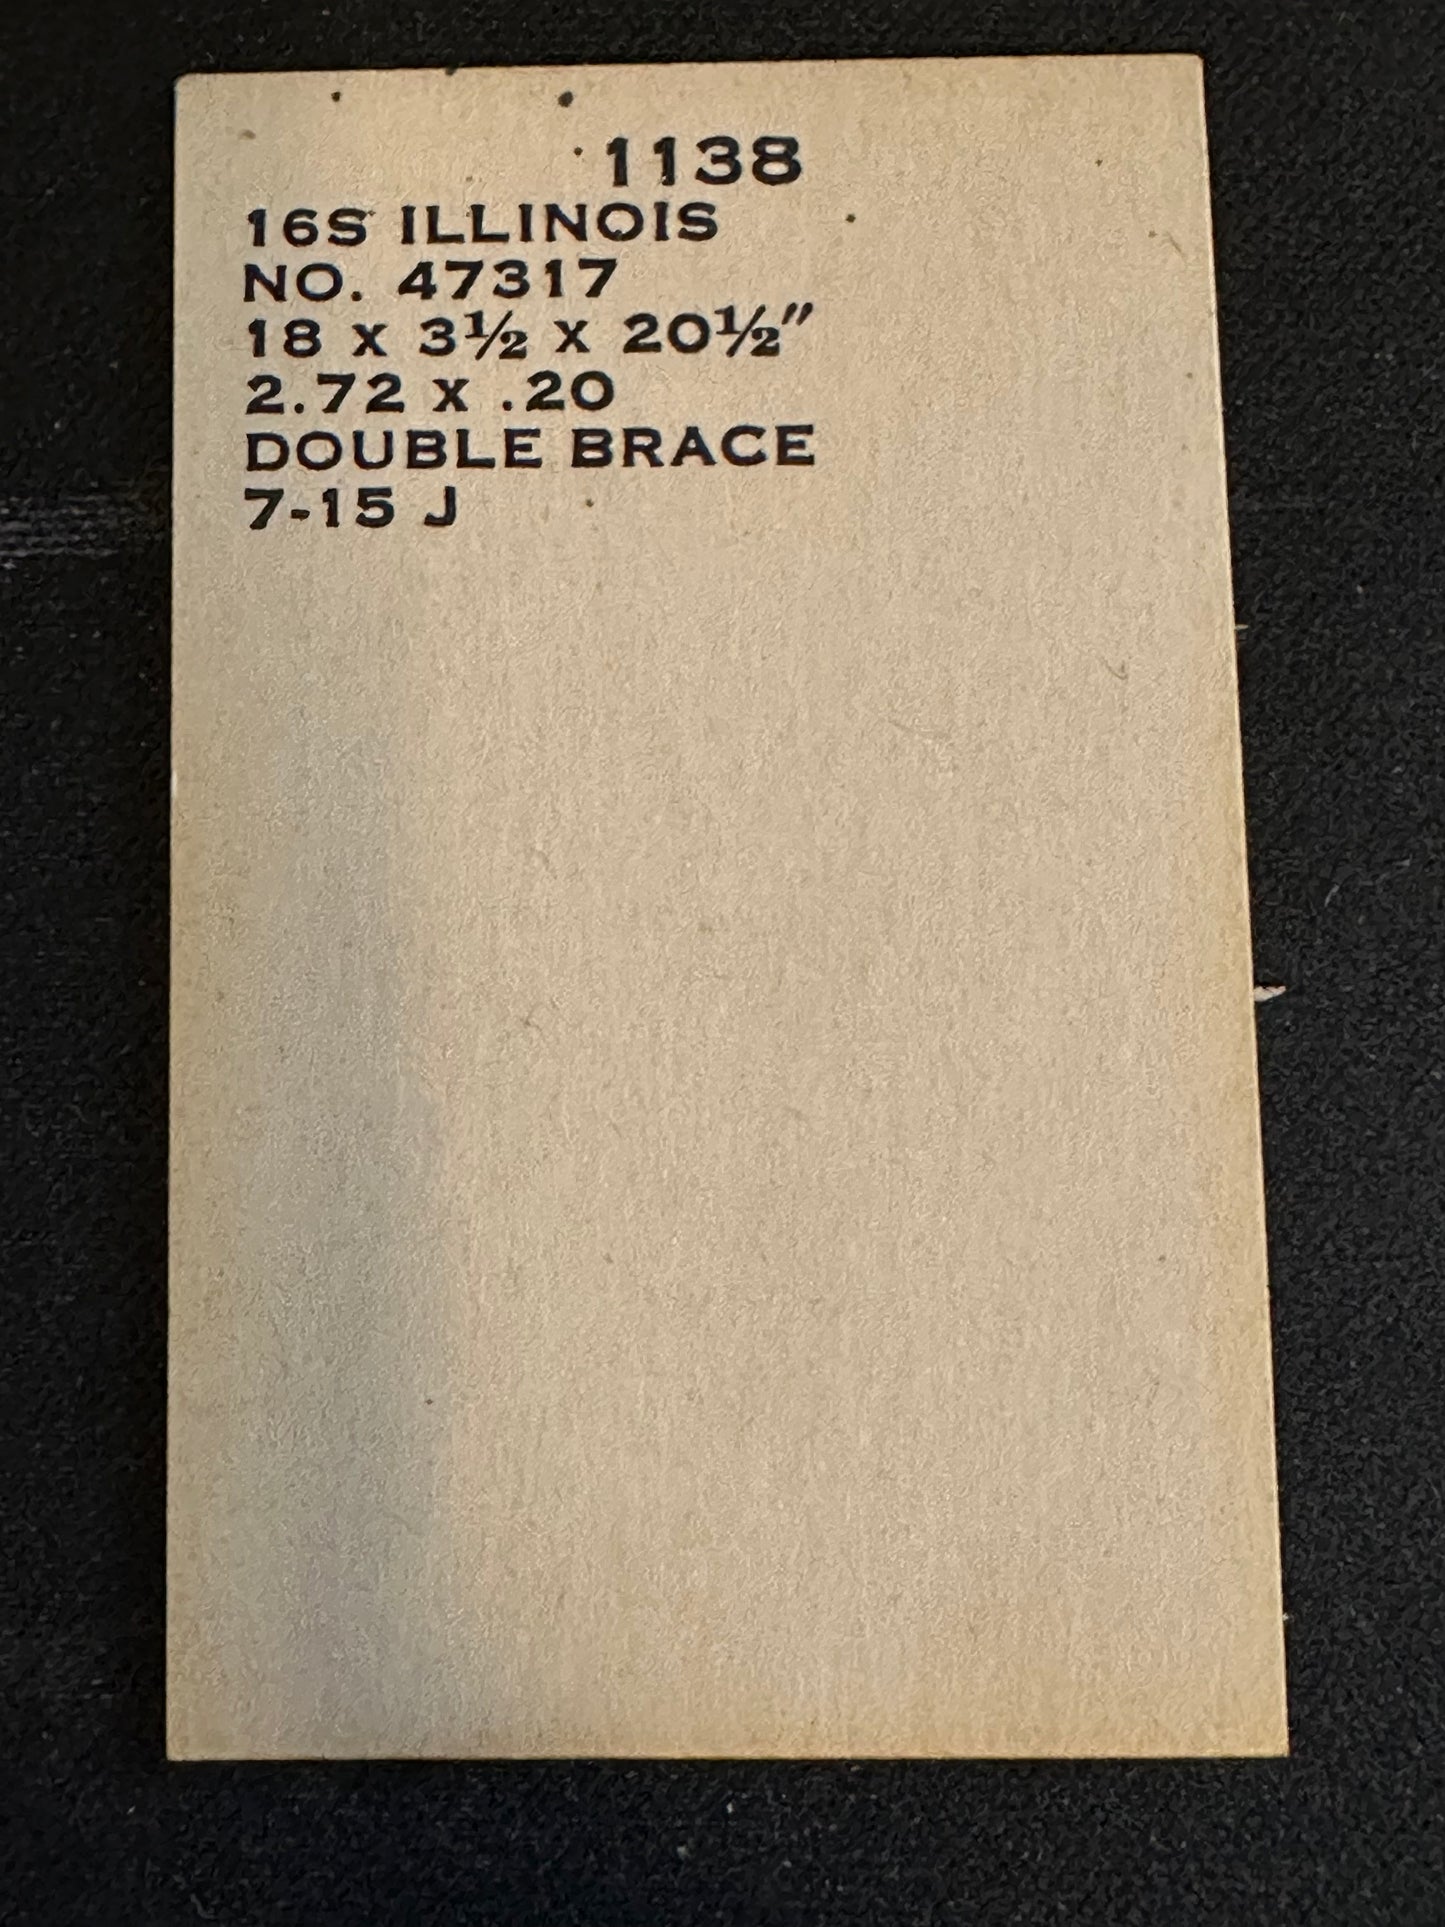 1138
16S ILLINOIS
NO. 47317
18 X 3½ X 20½"
2.72 X .20
DOUBLE BRACE
7-15 J